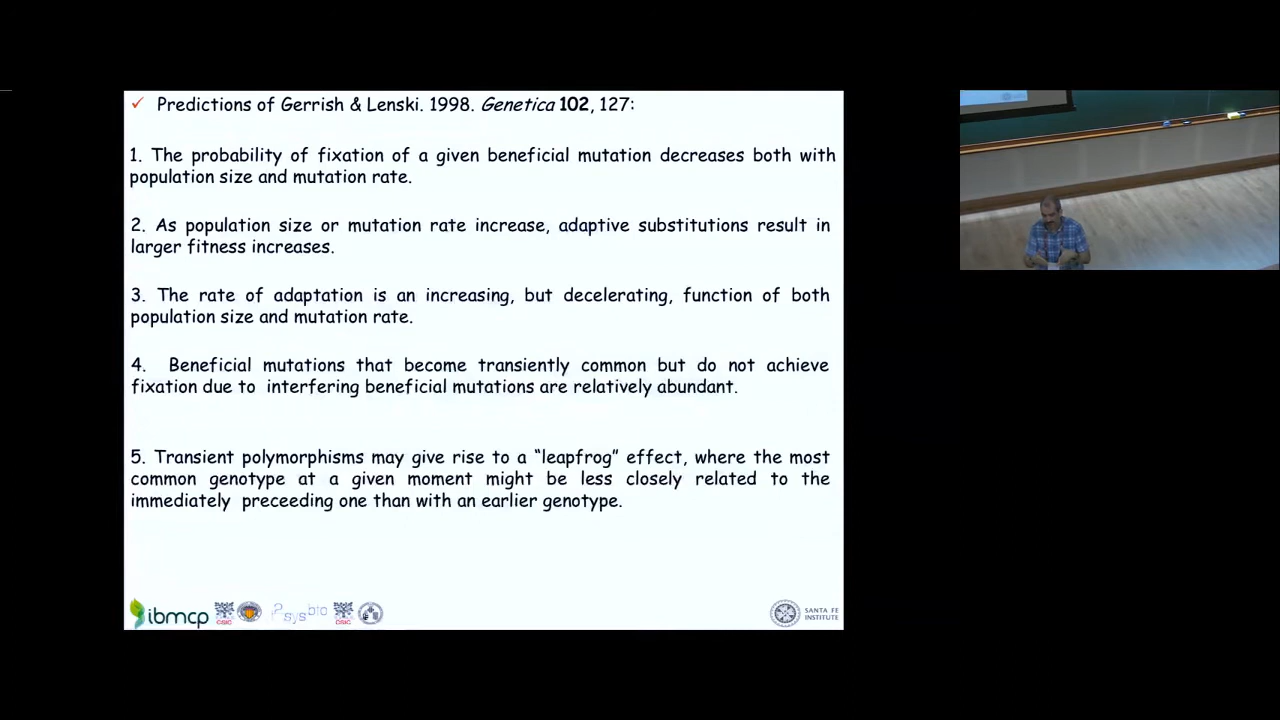 ✓ Predictions of Gerrish & Lenski. 1998. Genetica 102, 127:
1. The probability of fixation of a given beneficial mutation decreases both with
population size and mutation rate.
2. As population size or mutation rate increase, adaptive substitutions result in
larger fitness increases.
3. The rate of adaptation is an increasing, but decelerating, function of both
population size and mutation rate.
4. Beneficial mutations that become transiently common but do not achieve
fixation due to interfering beneficial mutations are relatively abundant.
5. Transient polymorphisms may give rise to a “leapfrog” effect, where the most
common genotype at a given moment might be less closely related to the
immediately preceeding one than with an earlier genotype.
ibmcp CSIC sysbio CSIC
SANTA FE
INSTITUTE